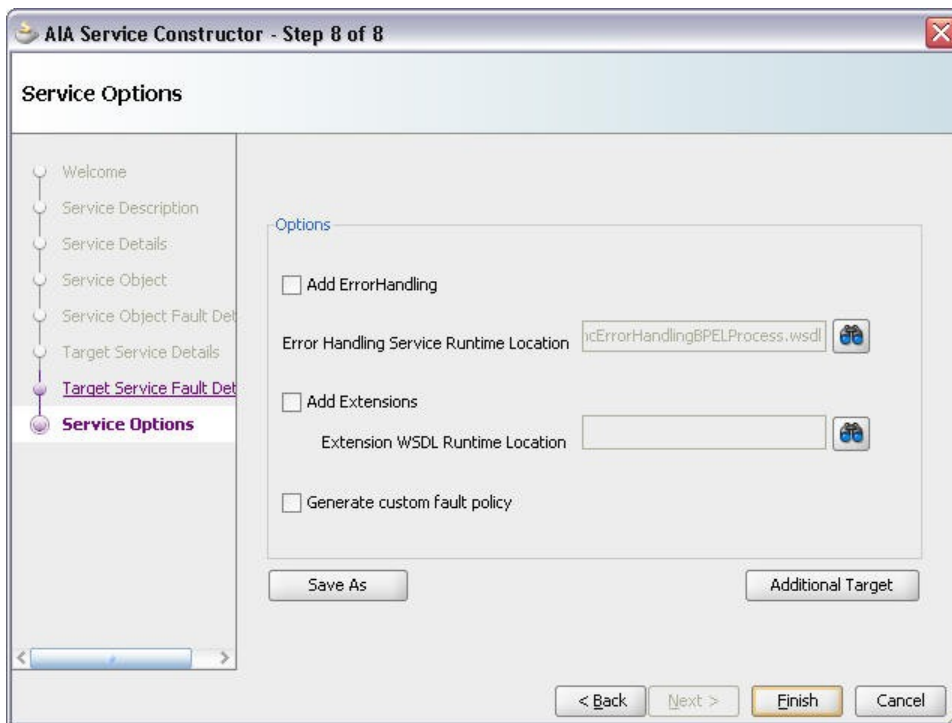 AIA Service Constructor - Step 8 of 8
Service Options
Welcome
Service Description
Service Details
Service Object
Service Object Fault Det
Target Service Details
Target Service Fault Det
Service Options
Options
Add ErrorHandling
Error Handling Service Runtime Location
cErrorHandlingBPELProcess.wsdl
Add Extensions
Extension WSDL Runtime Location
Generate custom fault policy
Save As
Additional Target
< Back
Next >
Finish
Cancel